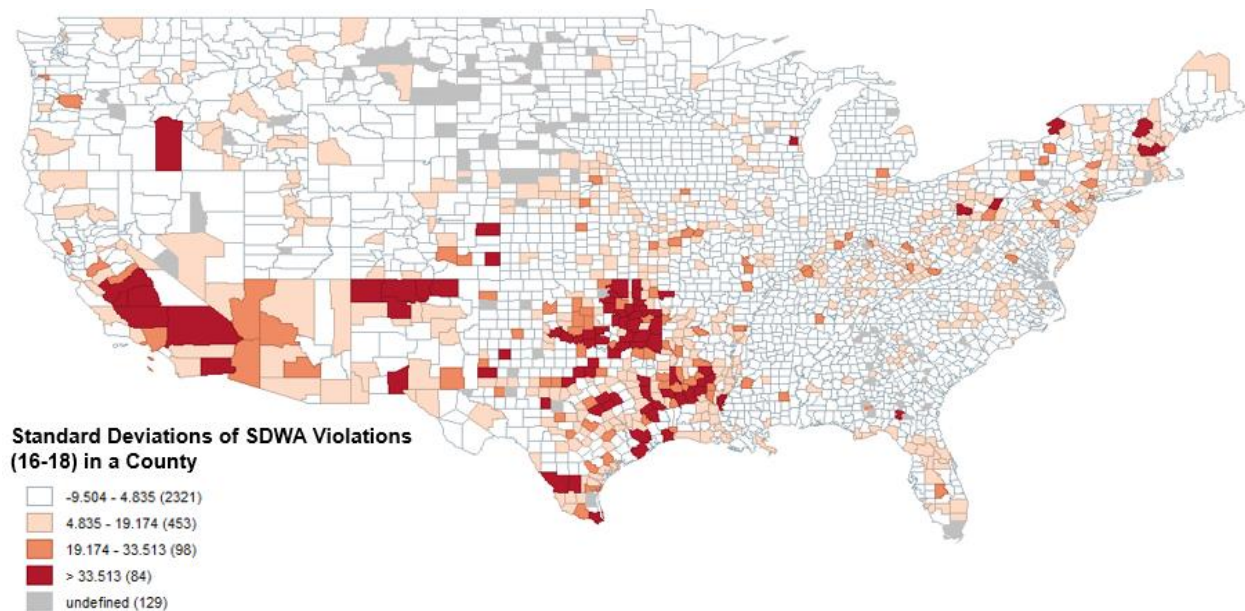 Standard Deviations of SDWA Violations
(16-18) in a County
-9.504 - 4.835 (2321)
4.835 - 19.174 (453)
19.174 - 33.513 (98)
> 33.513 (84)
undefined (129)